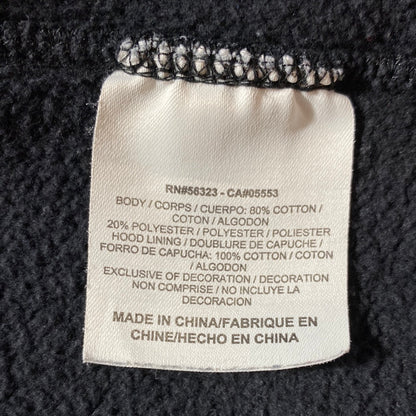 RN#56323 - CA#05553
BODY / CORPS / CUERPO: 80% COTTON /
COTON / ALGODON
20% POLYESTER / POLYESTER / POLIESTER
HOOD LINING / DOUBLURE DE CAPUCHE /
FORRO DE CAPUCHA: 100% COTTON / COTON
/ ALGODON
EXCLUSIVE OF DECORATION / DECORATION
NON COMPRISE / NO INCLUYE LA
DECORACION
MADE IN CHINA/FABRIQUE EN
CHINE/HECHO EN CHINA